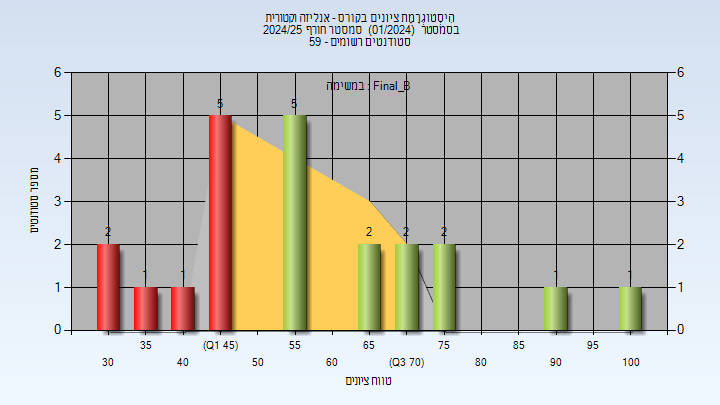 היסטוגרמת ציונים בקורס - אנליזה וקטורית
בסמסטר (01/2024) סמסטר חורף 2024/25
סטודנטים רשומים - 59
במשימה : Final_B
מספר סטודנטים
6 6
5 5
4 4
3 3
2 2
1 1
0 0
2 1 1 5 5 2 2 2 1 1
35 (Q1 45) 55 65 75 85 95
30 40 50 60 (Q3 70) 80 90 100
טווח ציונים